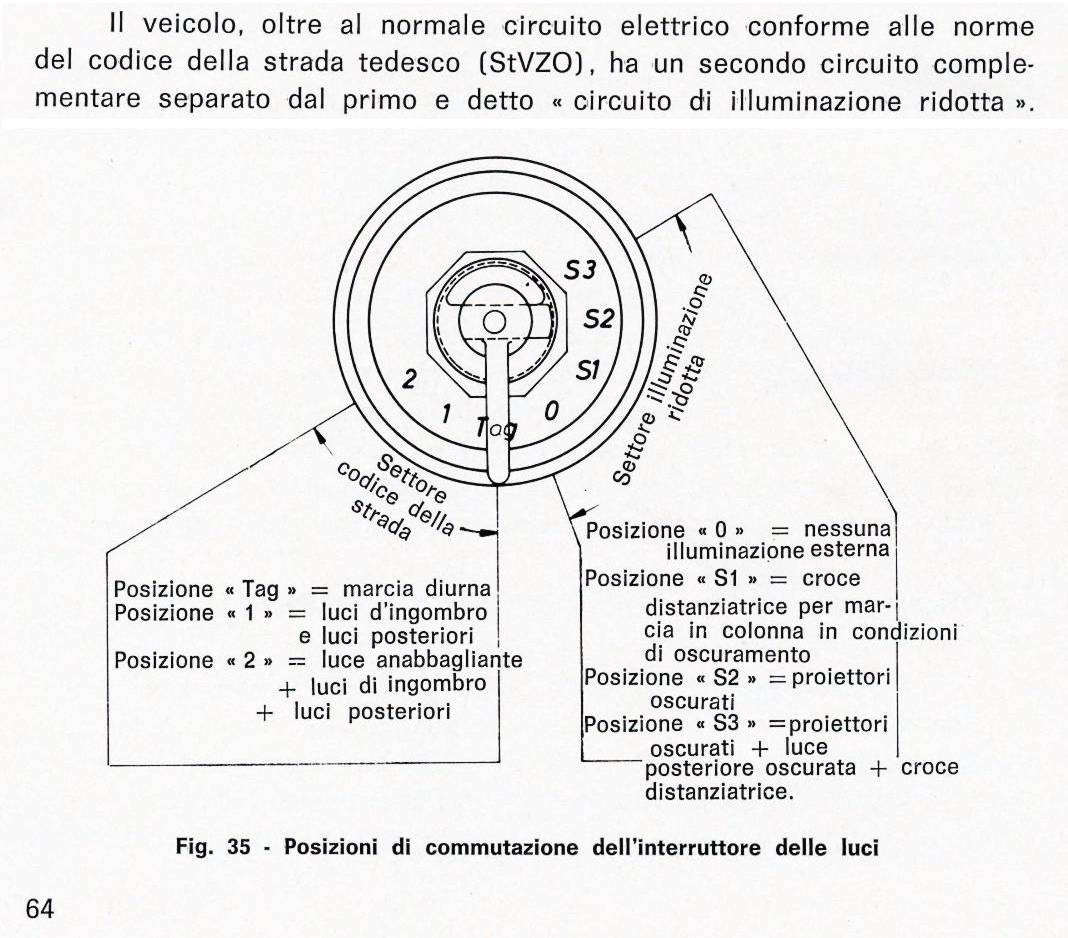 Il veicolo, oltre al normale circuito elettrico conforme alle norme
del codice della strada tedesco (StVZO), ha un secondo circuito comple-
mentare separato dal primo e detto « circuito di illuminazione ridotta ».
S3
S2
S1
0
Tag
1
2
Settore illuminazione
ridotta
Settore
codice della
strada
Posizione « Tag » = marcia diurna
Posizione « 1 » = luci d'ingombro
e luci posteriori
Posizione « 2 » = luce anabbagliante
+ luci di ingombro
+ luci posteriori
Posizione « 0 » = nessuna
illuminazione esterna
Posizione « S1 » = croce
distanziatrice per mar-
cia in colonna in condizioni
di oscuramento
Posizione « S2 » = proiettori
oscurati
Posizione « S3 » = proiettori
oscurati + luce
posteriore oscurata + croce
distanziatrice.
Fig. 35 - Posizioni di commutazione dell'interruttore delle luci
64